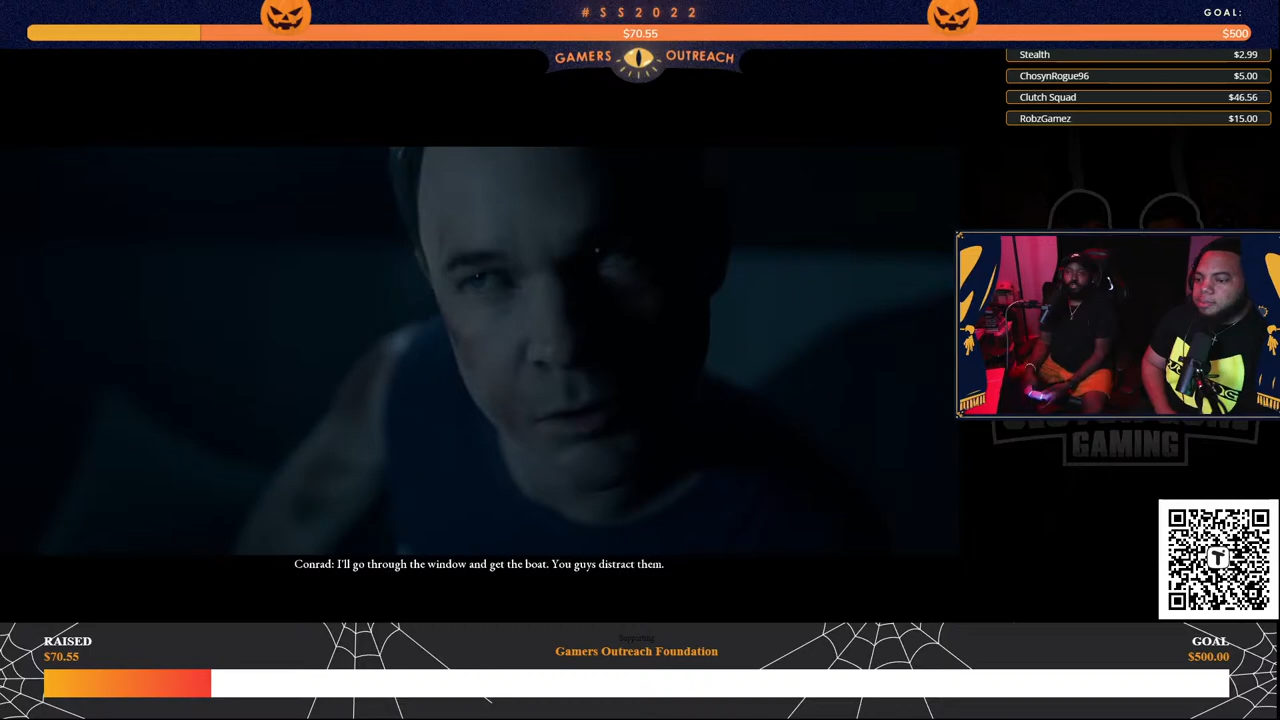 #SS2022
GOAL:
$70.55
$500
GAMERS OUTREACH
Stealth $2.99
ChosynRogue96 $5.00
Clutch Squad $46.56
RobzGamez $15.00
GAMING
Conrad: I'll go through the window and get the boat. You guys distract them.
RAISED
$70.55
Supporting
Gamers Outreach Foundation
GOAL
$500.00